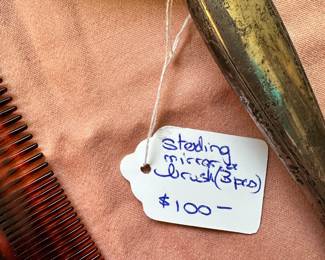 Sterling
mirror &
brush (3 pcs)
$100-